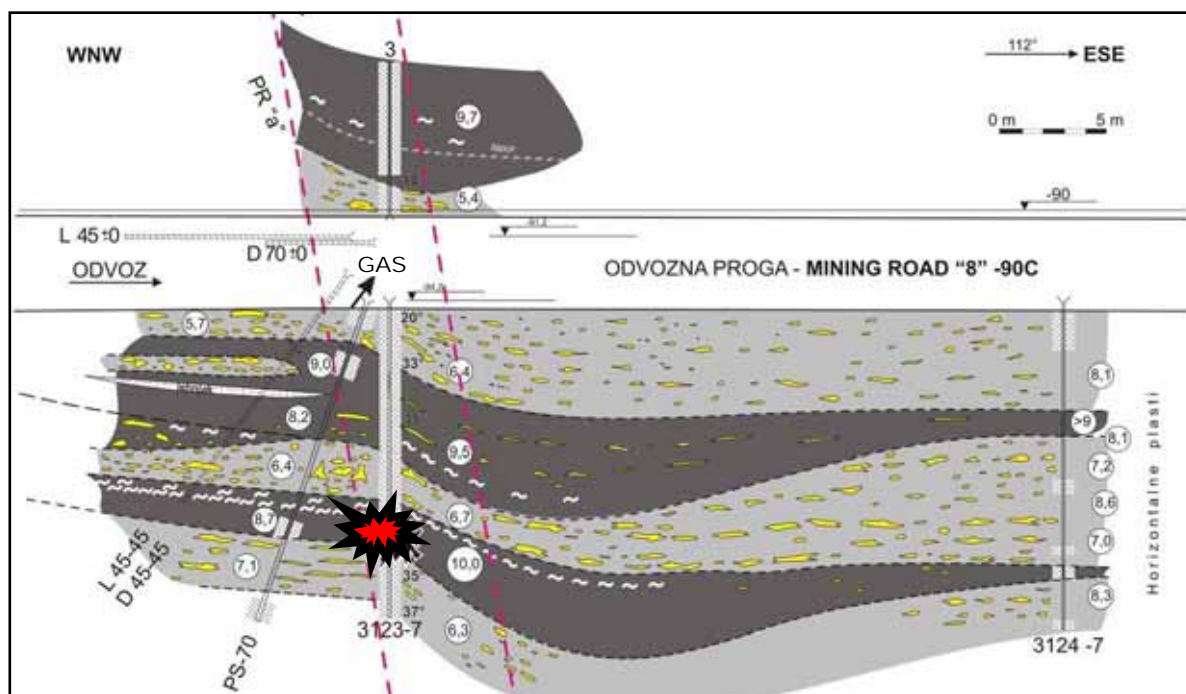 WNW
3
112° ESE
PR "a"
0 m 5 m
9,7
5,4
-90
L 45±0
D 70±0
GAS
ODVOZ
ODVOZNA PROGA - MINING ROAD "8" -90C
5,7
20°
9,0
33°
6,4
8,1
8,2
>9
8,1
9,5
6,4
7,2
6,7
8,6
8,7
7,0
10,0
7,1
35
8,3
37°
6,3
L 45-45
D 45-45
PS-70
3123-7
3124 -7
Horizontalne plasti